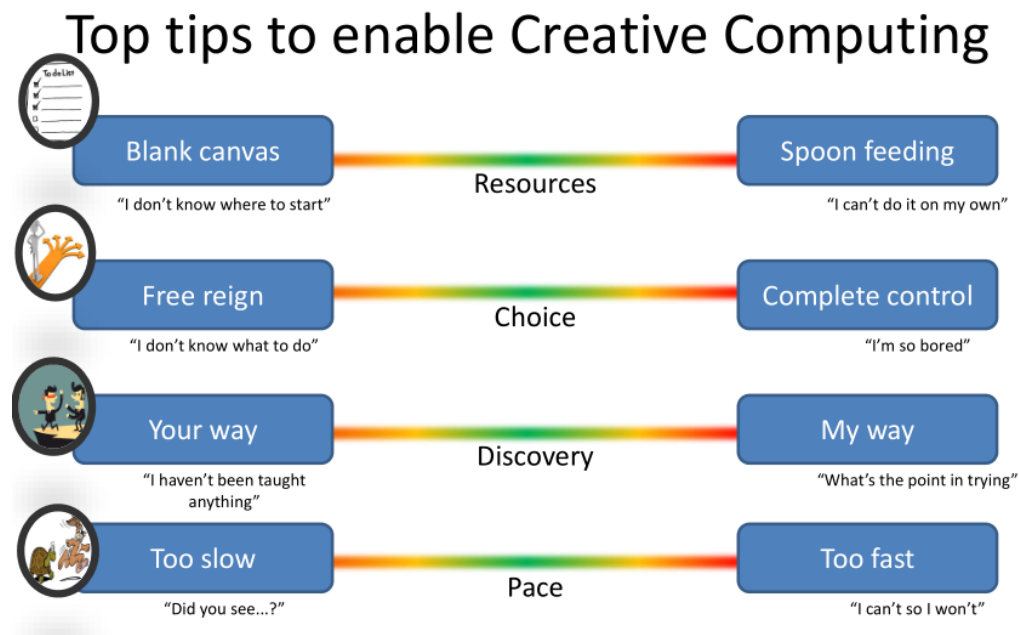 Top tips to enable Creative Computing
To do List
Blank canvas
Spoon feeding
Resources
“I don’t know where to start”
“I can’t do it on my own”
Free reign
Complete control
Choice
“I don’t know what to do”
“I’m so bored”
Your way
My way
Discovery
“I haven’t been taught
anything”
“What’s the point in trying”
Too slow
Too fast
Pace
“Did you see...?”
“I can’t so I won’t”